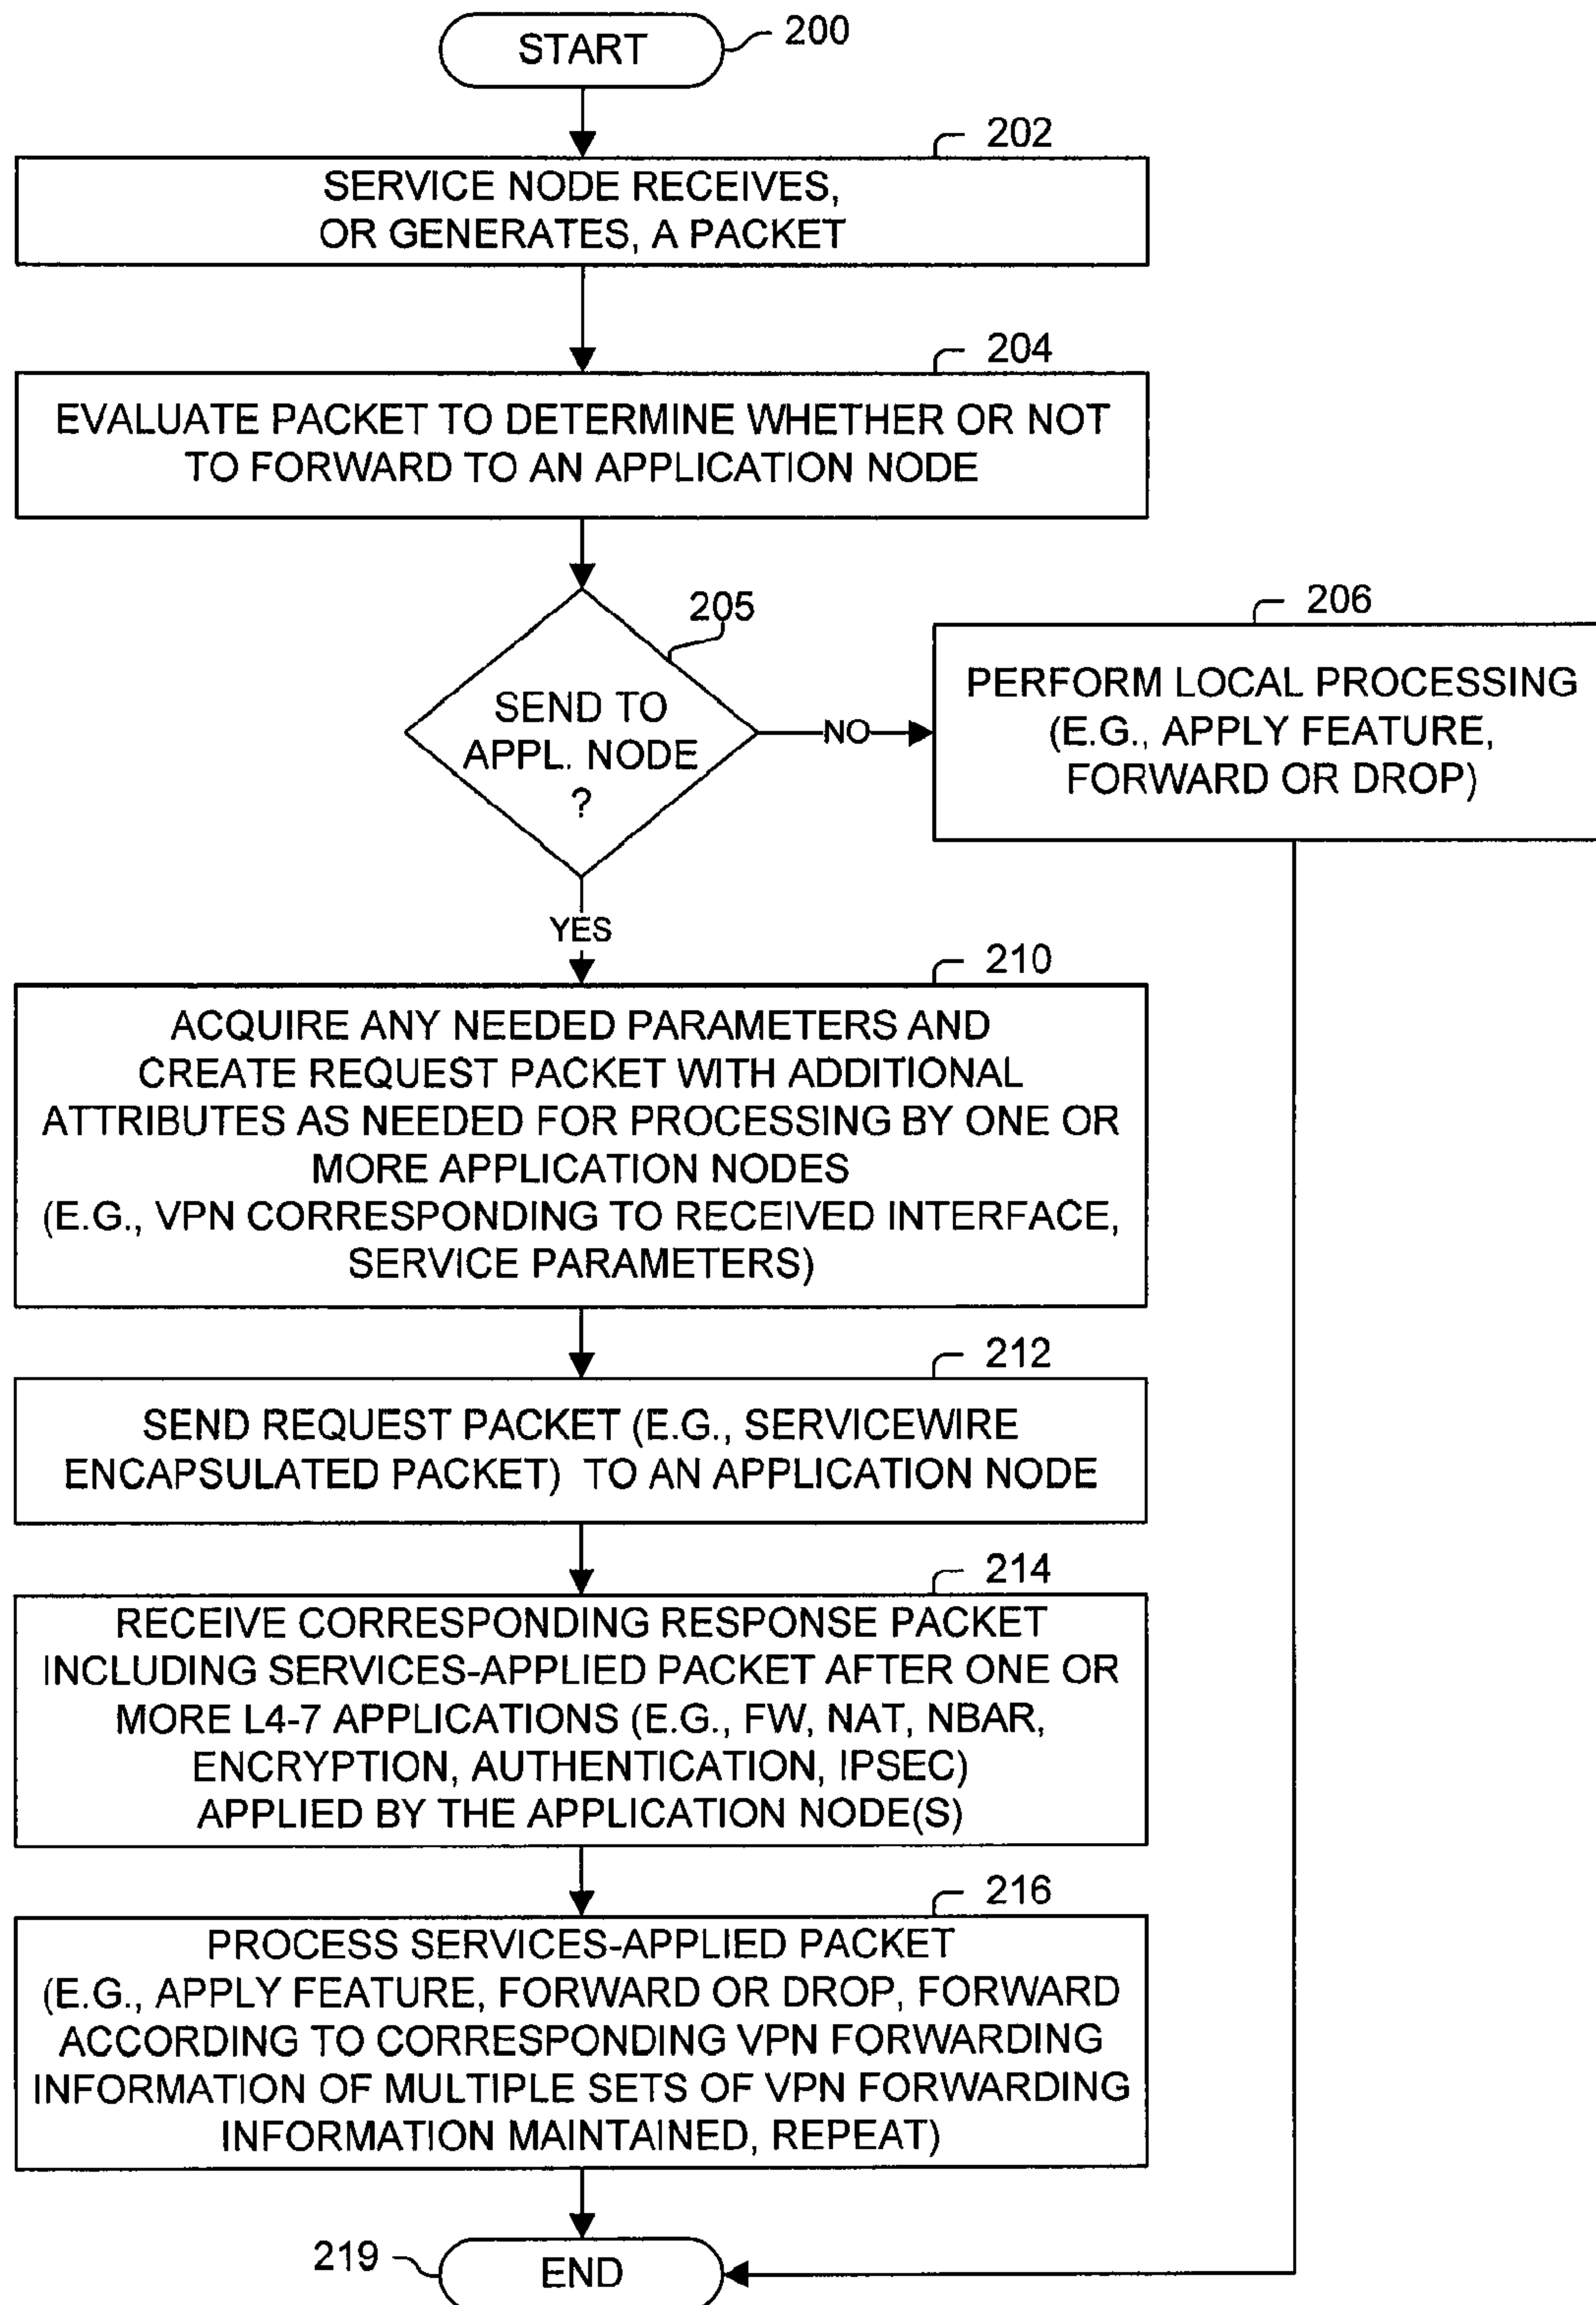 START
200
202
SERVICE NODE RECEIVES,
OR GENERATES, A PACKET
204
EVALUATE PACKET TO DETERMINE WHETHER OR NOT
TO FORWARD TO AN APPLICATION NODE
205
SEND TO
APPL. NODE
?
NO
206
PERFORM LOCAL PROCESSING
(E.G., APPLY FEATURE,
FORWARD OR DROP)
YES
210
ACQUIRE ANY NEEDED PARAMETERS AND
CREATE REQUEST PACKET WITH ADDITIONAL
ATTRIBUTES AS NEEDED FOR PROCESSING BY ONE OR
MORE APPLICATION NODES
(E.G., VPN CORRESPONDING TO RECEIVED INTERFACE,
SERVICE PARAMETERS)
212
SEND REQUEST PACKET (E.G., SERVICEWIRE
ENCAPSULATED PACKET) TO AN APPLICATION NODE
214
RECEIVE CORRESPONDING RESPONSE PACKET
INCLUDING SERVICES-APPLIED PACKET AFTER ONE OR
MORE L4-7 APPLICATIONS (E.G., FW, NAT, NBAR,
ENCRYPTION, AUTHENTICATION, IPSEC)
APPLIED BY THE APPLICATION NODE(S)
216
PROCESS SERVICES-APPLIED PACKET
(E.G., APPLY FEATURE, FORWARD OR DROP, FORWARD
ACCORDING TO CORRESPONDING VPN FORWARDING
INFORMATION OF MULTIPLE SETS OF VPN FORWARDING
INFORMATION MAINTAINED, REPEAT)
219
END